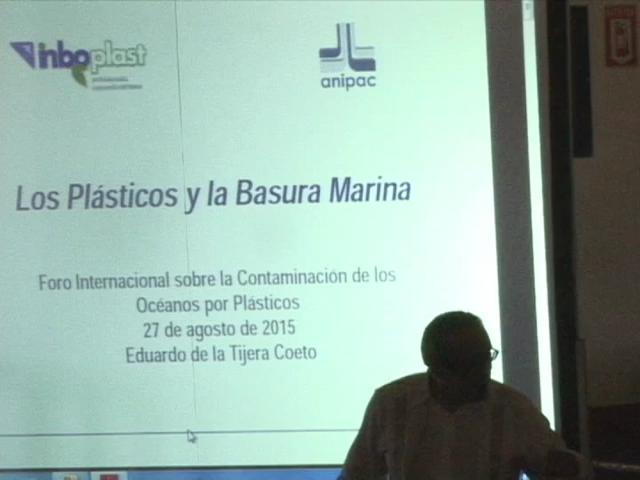 inboplast
anipac
Los Plásticos y la Basura Marina
Foro Internacional sobre la Contaminación de los
Océanos por Plásticos
27 de agosto de 2015
Eduardo de la Tijera Coeto